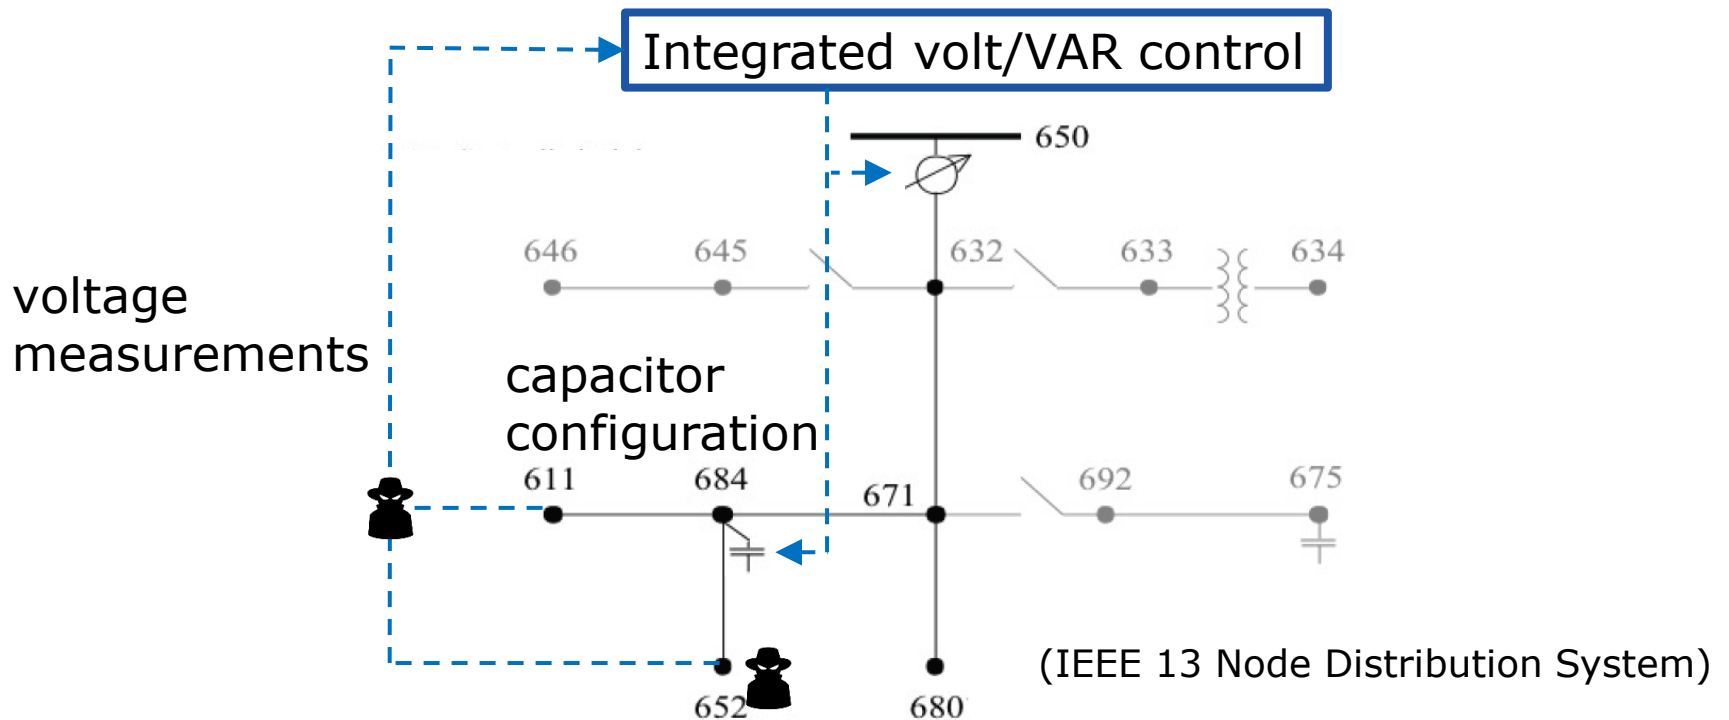 Integrated volt/VAR control
650
646
645
632
633
634
voltage
measurements
capacitor
configuration
611
684
671
692
675
(IEEE 13 Node Distribution System)
652
680